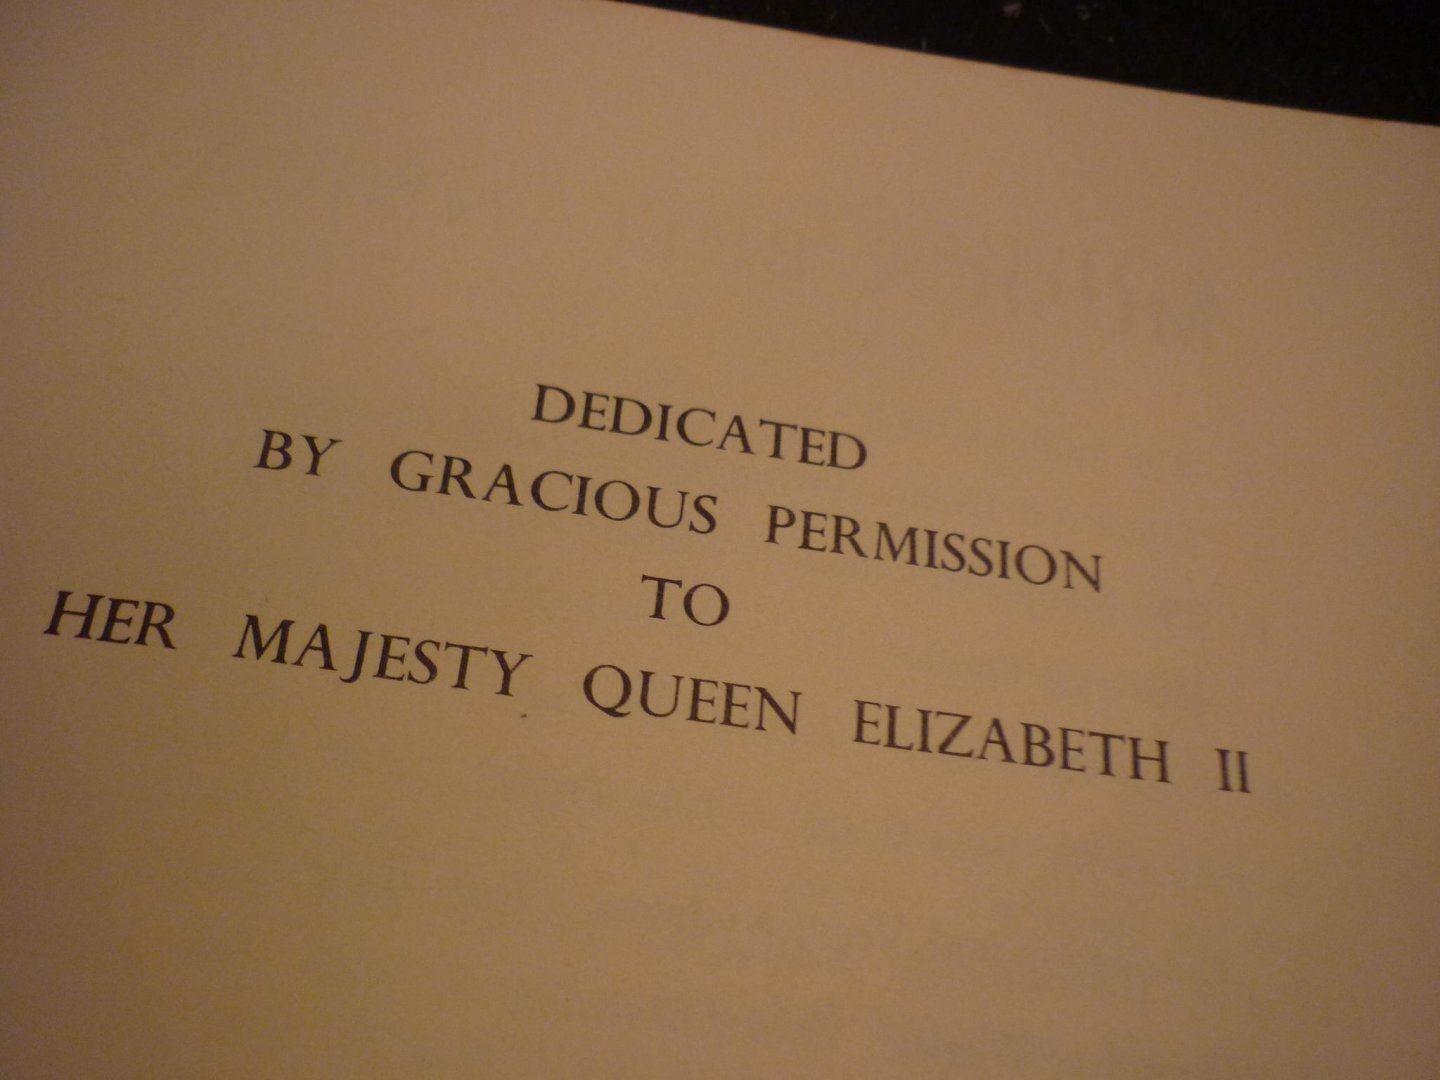 DEDICATED
BY GRACIOUS PERMISSION
TO
HER MAJESTY QUEEN ELIZABETH II